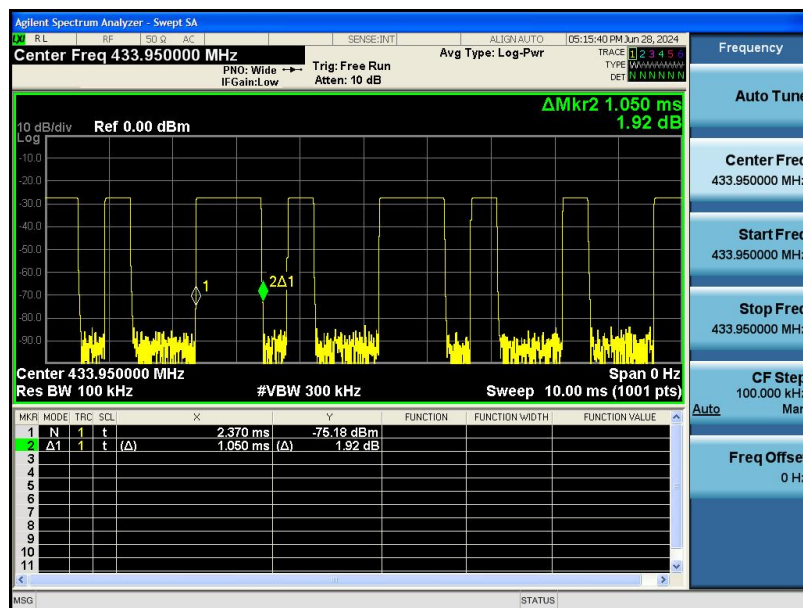 Agilent Spectrum Analyzer - Swept SA
LXI RL RF 50 Ω AC SENSE:INT ALIGN AUTO 05:15:40 PM Jun 28, 2024
Center Freq 433.950000 MHz
PNO: Wide
IFGain:Low
Trig: Free Run
Atten: 10 dB
Avg Type: Log-Pwr
TRACE 1 2 3 4 5 6
TYPE W
DET N N N N N N
Frequency
ΔMkr2 1.050 ms
1.92 dB
10 dB/div Ref 0.00 dBm
Log
-10.0
-20.0
-30.0
-40.0
-50.0
-60.0
-70.0
-80.0
-90.0
1
2Δ1
Center 433.950000 MHz Span 0 Hz
Res BW 100 kHz #VBW 300 kHz Sweep 10.00 ms (1001 pts)
MKR MODE TRC SCL X Y FUNCTION FUNCTION WIDTH FUNCTION VALUE
1 N 1 t 2.370 ms -75.18 dBm
2 Δ1 1 t (Δ) 1.050 ms (Δ) 1.92 dB
3
4
5
6
7
8
9
10
11
MSG STATUS
Auto Tune
Center Freq
433.950000 MHz
Start Freq
433.950000 MHz
Stop Freq
433.950000 MHz
CF Step
100.000 kHz
Auto Man
Freq Offset
0 Hz